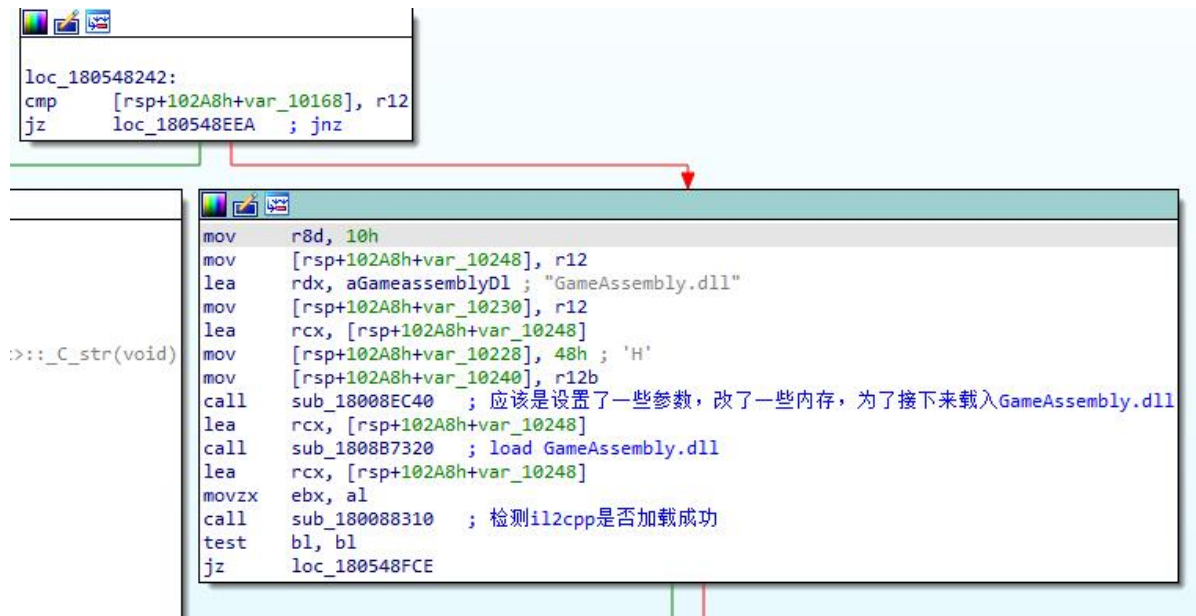 loc_180548242:
cmp [rsp+102A8h+var_10168], r12
jz loc_180548EEA ; jnz
mov r8d, 10h
mov [rsp+102A8h+var_10248], r12
lea rdx, aGameassemblyDl ; "GameAssembly.dll"
mov [rsp+102A8h+var_10230], r12
lea rcx, [rsp+102A8h+var_10248]
:>::_C_str(void)
mov [rsp+102A8h+var_10228], 48h ; 'H'
mov [rsp+102A8h+var_10240], r12b
call sub_18008EC40 ; 应该是设置了一些参数，改了一些内存，为了接下来载入GameAssembly.dll
lea rcx, [rsp+102A8h+var_10248]
call sub_1808B7320 ; load GameAssembly.dll
lea rcx, [rsp+102A8h+var_10248]
movzx ebx, al
call sub_180088310 ; 检测il2cpp是否加载成功
test bl, bl
jz loc_180548FCE